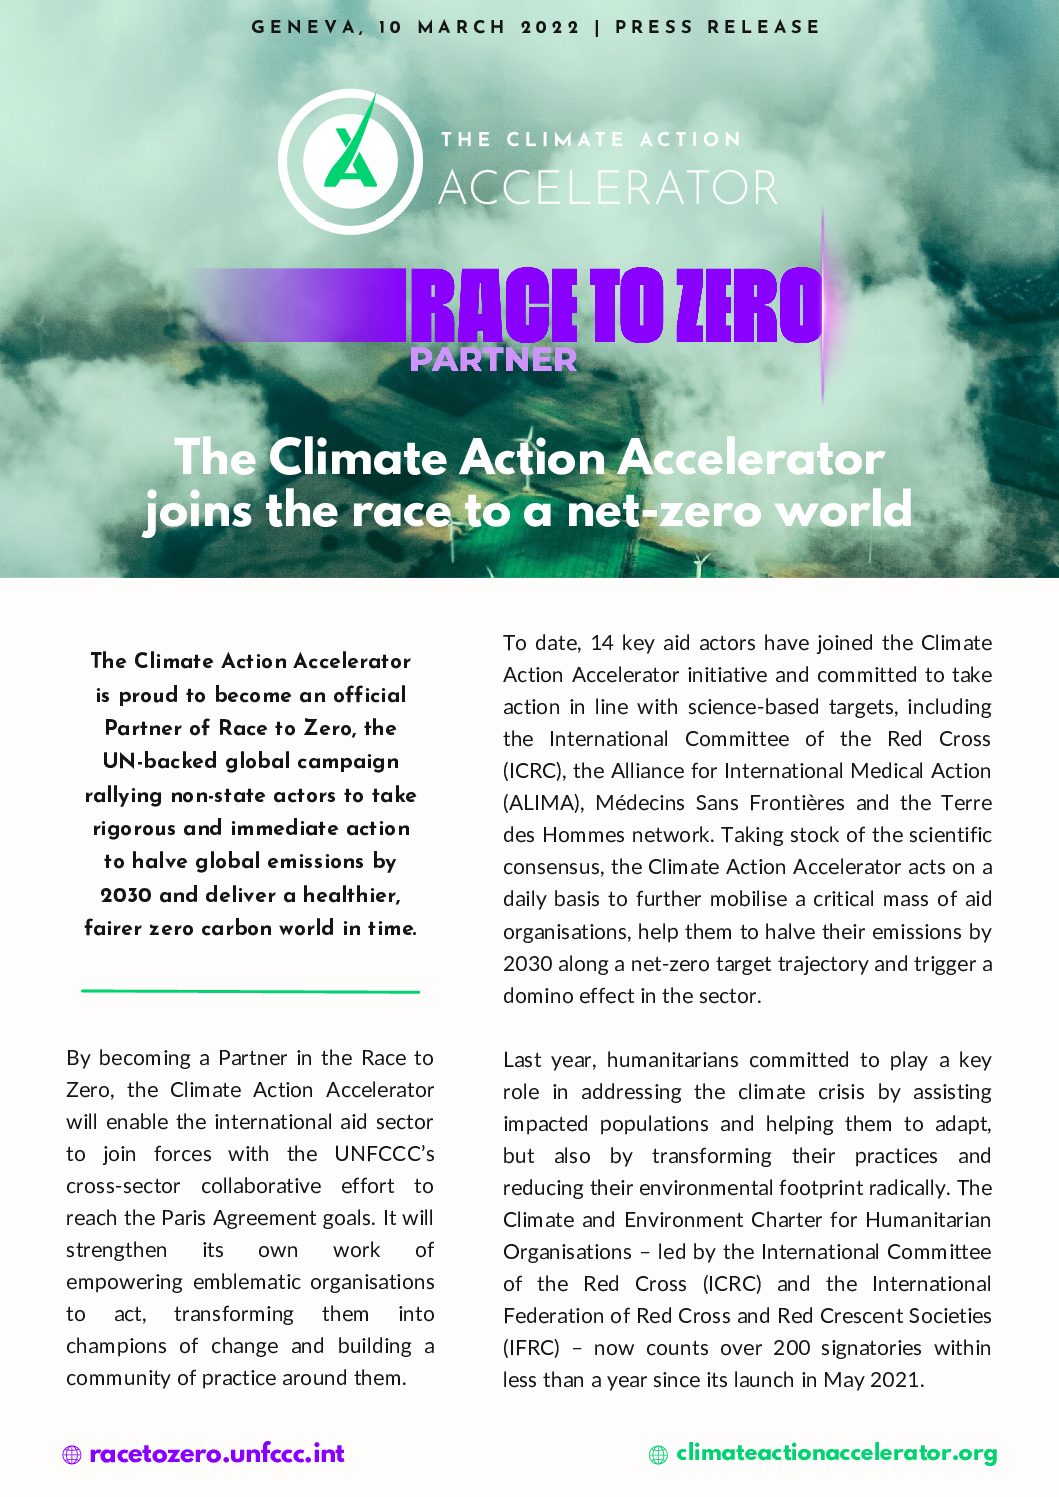 GENEVA, 10 MARCH 2022 | PRESS RELEASE
THE CLIMATE ACTION
ACCELERATOR
RACE TO ZERO
PARTNER
The Climate Action Accelerator
joins the race to a net-zero world
The Climate Action Accelerator
is proud to become an official
Partner of Race to Zero, the
UN-backed global campaign
rallying non-state actors to take
rigorous and immediate action
to halve global emissions by
2030 and deliver a healthier,
fairer zero carbon world in time.
By becoming a Partner in the Race to
Zero, the Climate Action Accelerator
will enable the international aid sector
to join forces with the UNFCCC’s
cross-sector collaborative effort to
reach the Paris Agreement goals. It will
strengthen its own work of
empowering emblematic organisations
to act, transforming them into
champions of change and building a
community of practice around them.
To date, 14 key aid actors have joined the Climate
Action Accelerator initiative and committed to take
action in line with science-based targets, including
the International Committee of the Red Cross
(ICRC), the Alliance for International Medical Action
(ALIMA), Médecins Sans Frontières and the Terre
des Hommes network. Taking stock of the scientific
consensus, the Climate Action Accelerator acts on a
daily basis to further mobilise a critical mass of aid
organisations, help them to halve their emissions by
2030 along a net-zero target trajectory and trigger a
domino effect in the sector.
Last year, humanitarians committed to play a key
role in addressing the climate crisis by assisting
impacted populations and helping them to adapt,
but also by transforming their practices and
reducing their environmental footprint radically. The
Climate and Environment Charter for Humanitarian
Organisations – led by the International Committee
of the Red Cross (ICRC) and the International
Federation of Red Cross and Red Crescent Societies
(IFRC) – now counts over 200 signatories within
less than a year since its launch in May 2021.
racetozero.unfccc.int
climateactionaccelerator.org